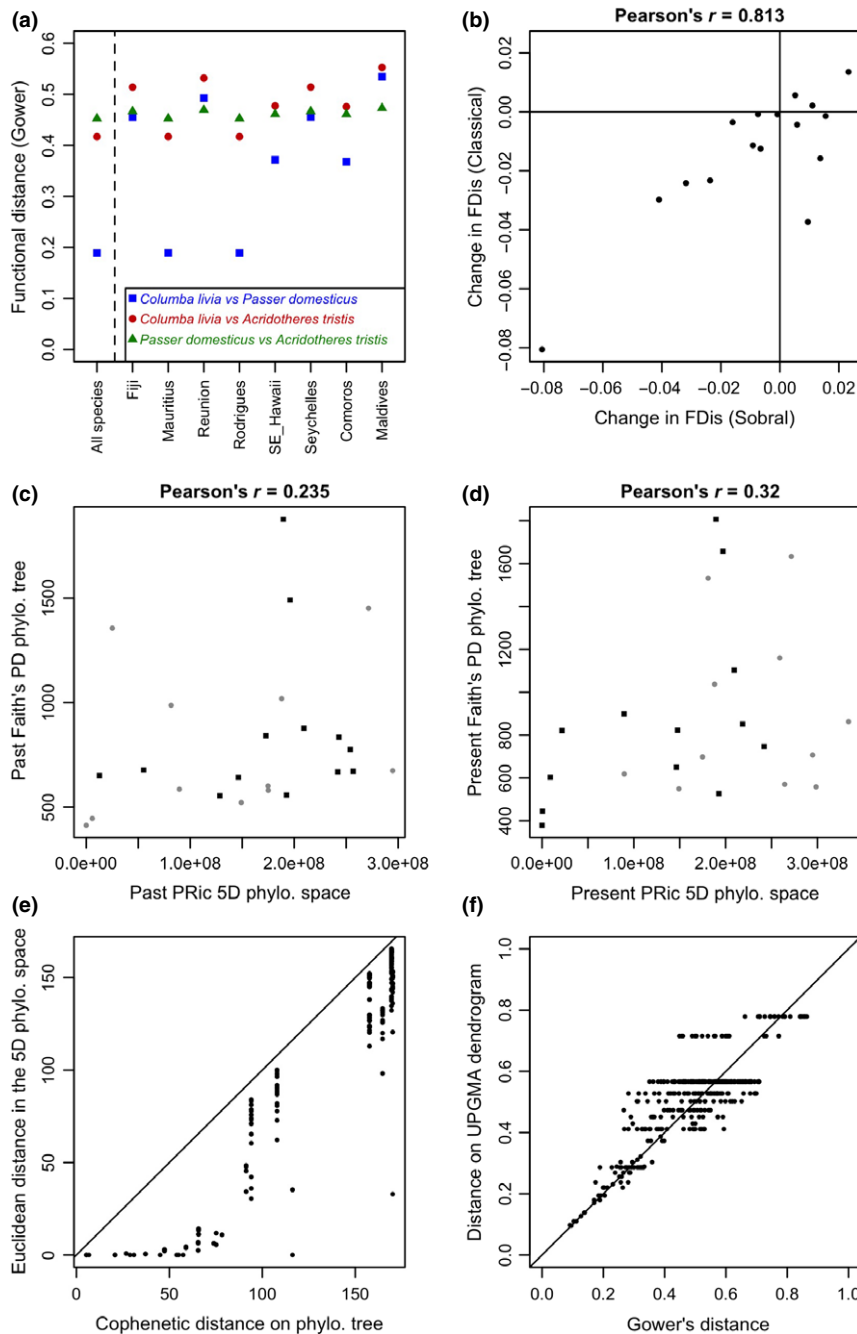 (a)
Functional distance (Gower)
0.6
0.5
0.4
0.3
0.2
0.1
0.0
Columba livia vs Passer domesticus
Columba livia vs Acridotheres tristis
Passer domesticus vs Acridotheres tristis
All species
Fiji
Mauritius
Reunion
Rodrigues
SE_Hawaii
Seychelles
Comoros
Maldives
(b)
Pearson's r = 0.813
Change in FDis (Classical)
0.02
0.00
−0.02
−0.04
−0.06
−0.08
−0.08 −0.06 −0.04 −0.02 0.00 0.02
Change in FDis (Sobral)
(c)
Pearson's r = 0.235
Past Faith's PD phylo. tree
1500
1000
500
0.0e+00 1.0e+08 2.0e+08 3.0e+08
Past PRic 5D phylo. space
(d)
Pearson's r = 0.32
Present Faith's PD phylo. tree
1600
1200
800
600
400
0.0e+00 1.0e+08 2.0e+08 3.0e+08
Present PRic 5D phylo. space
(e)
Euclidean distance in the 5D phylo. space
150
100
50
0
0 50 100 150
Cophenetic distance on phylo. tree
(f)
Distance on UPGMA dendrogram
1.0
0.8
0.6
0.4
0.2
0.0
0.0 0.2 0.4 0.6 0.8 1.0
Gower's distance